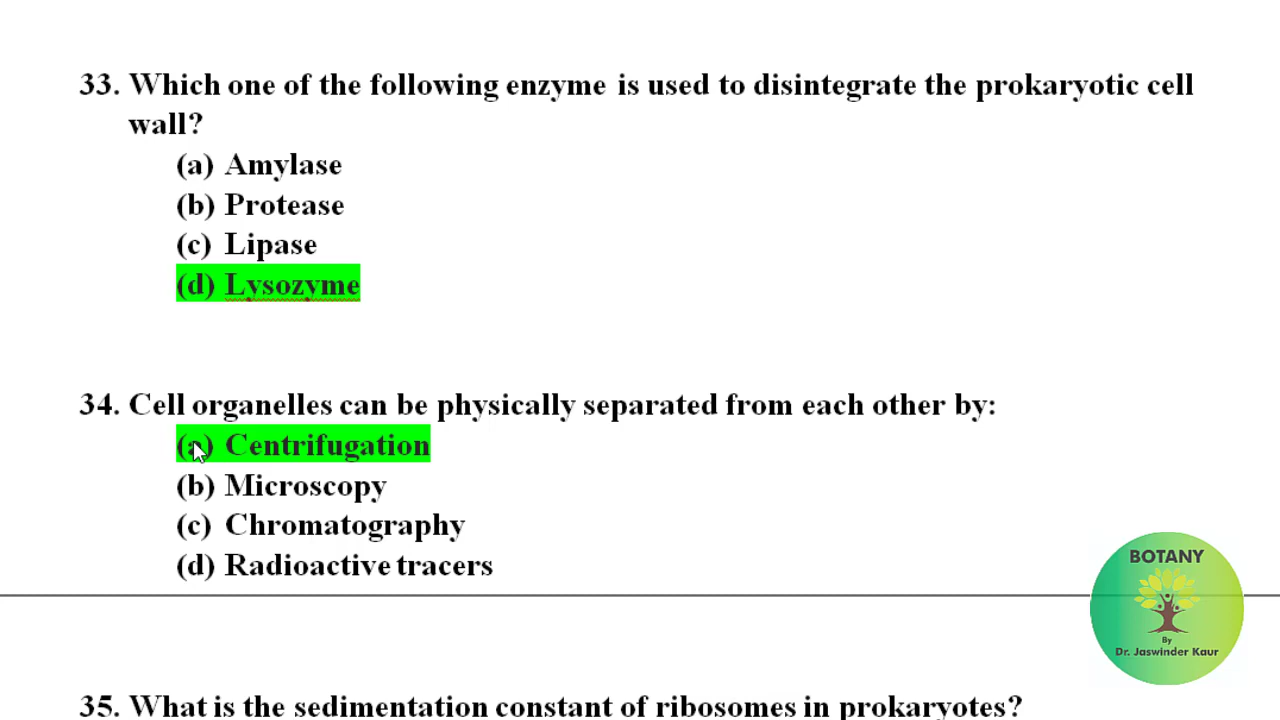 33. Which one of the following enzyme is used to disintegrate the prokaryotic cell
wall?
(a) Amylase
(b) Protease
(c) Lipase
(d) Lysozyme
34. Cell organelles can be physically separated from each other by:
(a) Centrifugation
(b) Microscopy
(c) Chromatography
(d) Radioactive tracers
BOTANY
By
Dr. Jaswinder Kaur
35. What is the sedimentation constant of ribosomes in prokaryotes?